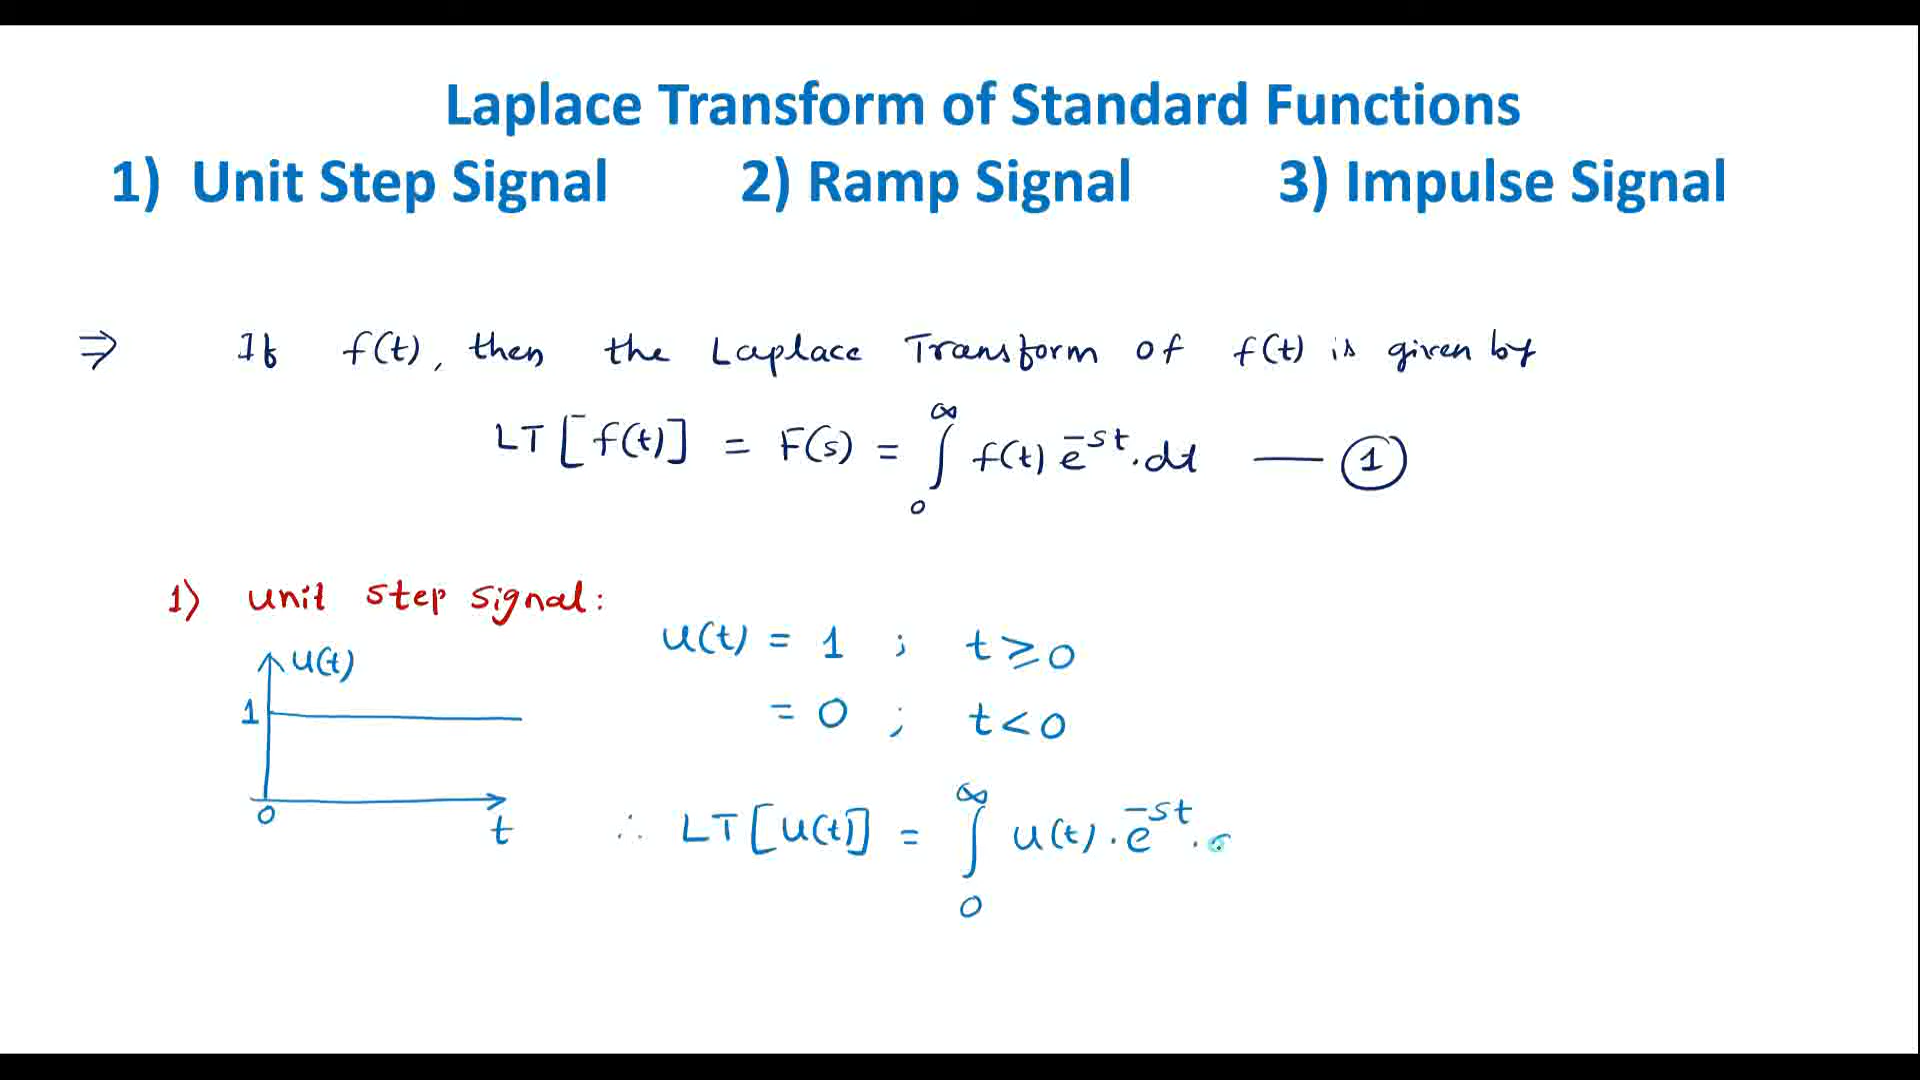 Laplace Transform of Standard Functions
1) Unit Step Signal 2) Ramp Signal 3) Impulse Signal
⇒ If f(t), then the Laplace Transform of f(t) is given by
LT[f(t)] = F(s) = ∫₀^∞ f(t) e^{-st}.dt — ①
1) unit step signal:
u(t) = 1 ; t ≥ 0
= 0 ; t < 0
u(t)
1
0
t
∴ LT[u(t)] = ∫₀^∞ u(t).e^{-st}.